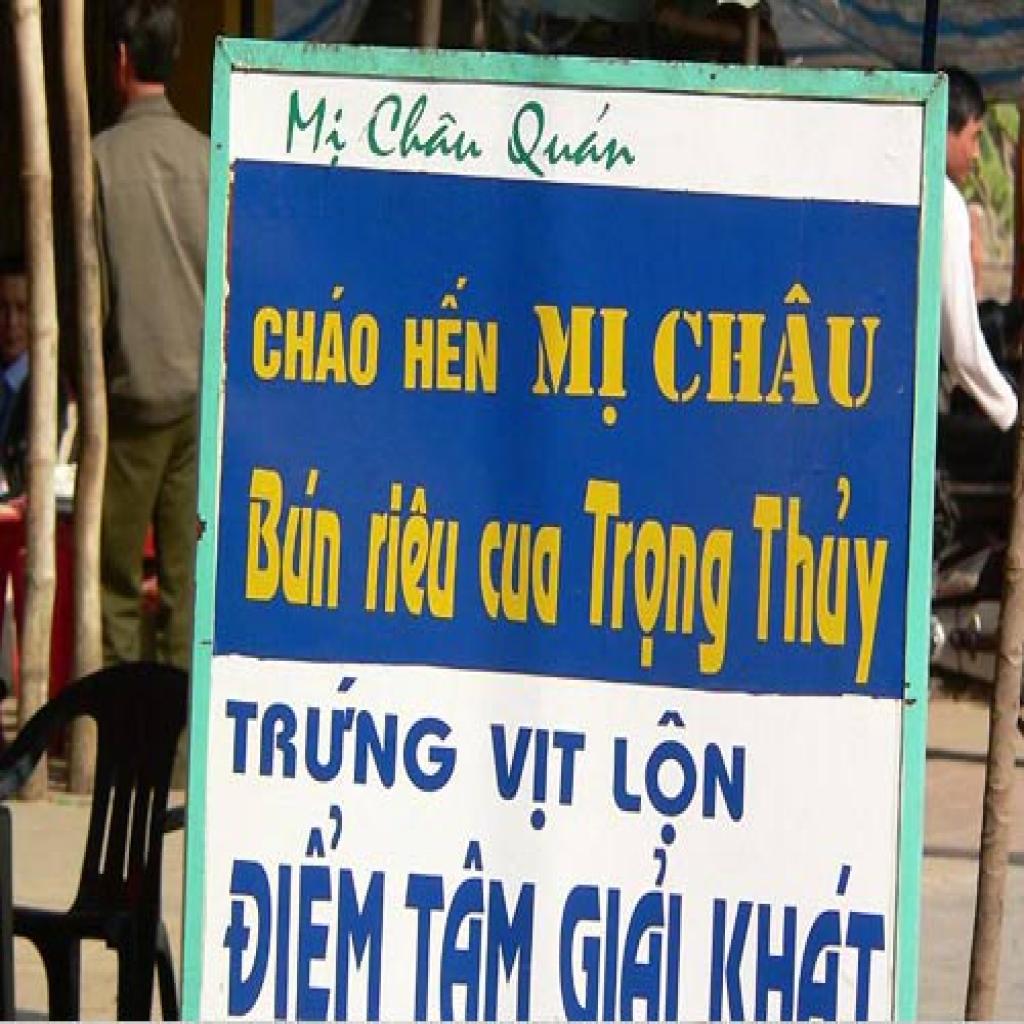 Mị Châu Quán
CHÁO HẾN MỊ CHÂU
Bún riêu cua Trọng Thủy
TRỨNG VỊT LỘN
ĐIỂM TÂM GIẢI KHÁT